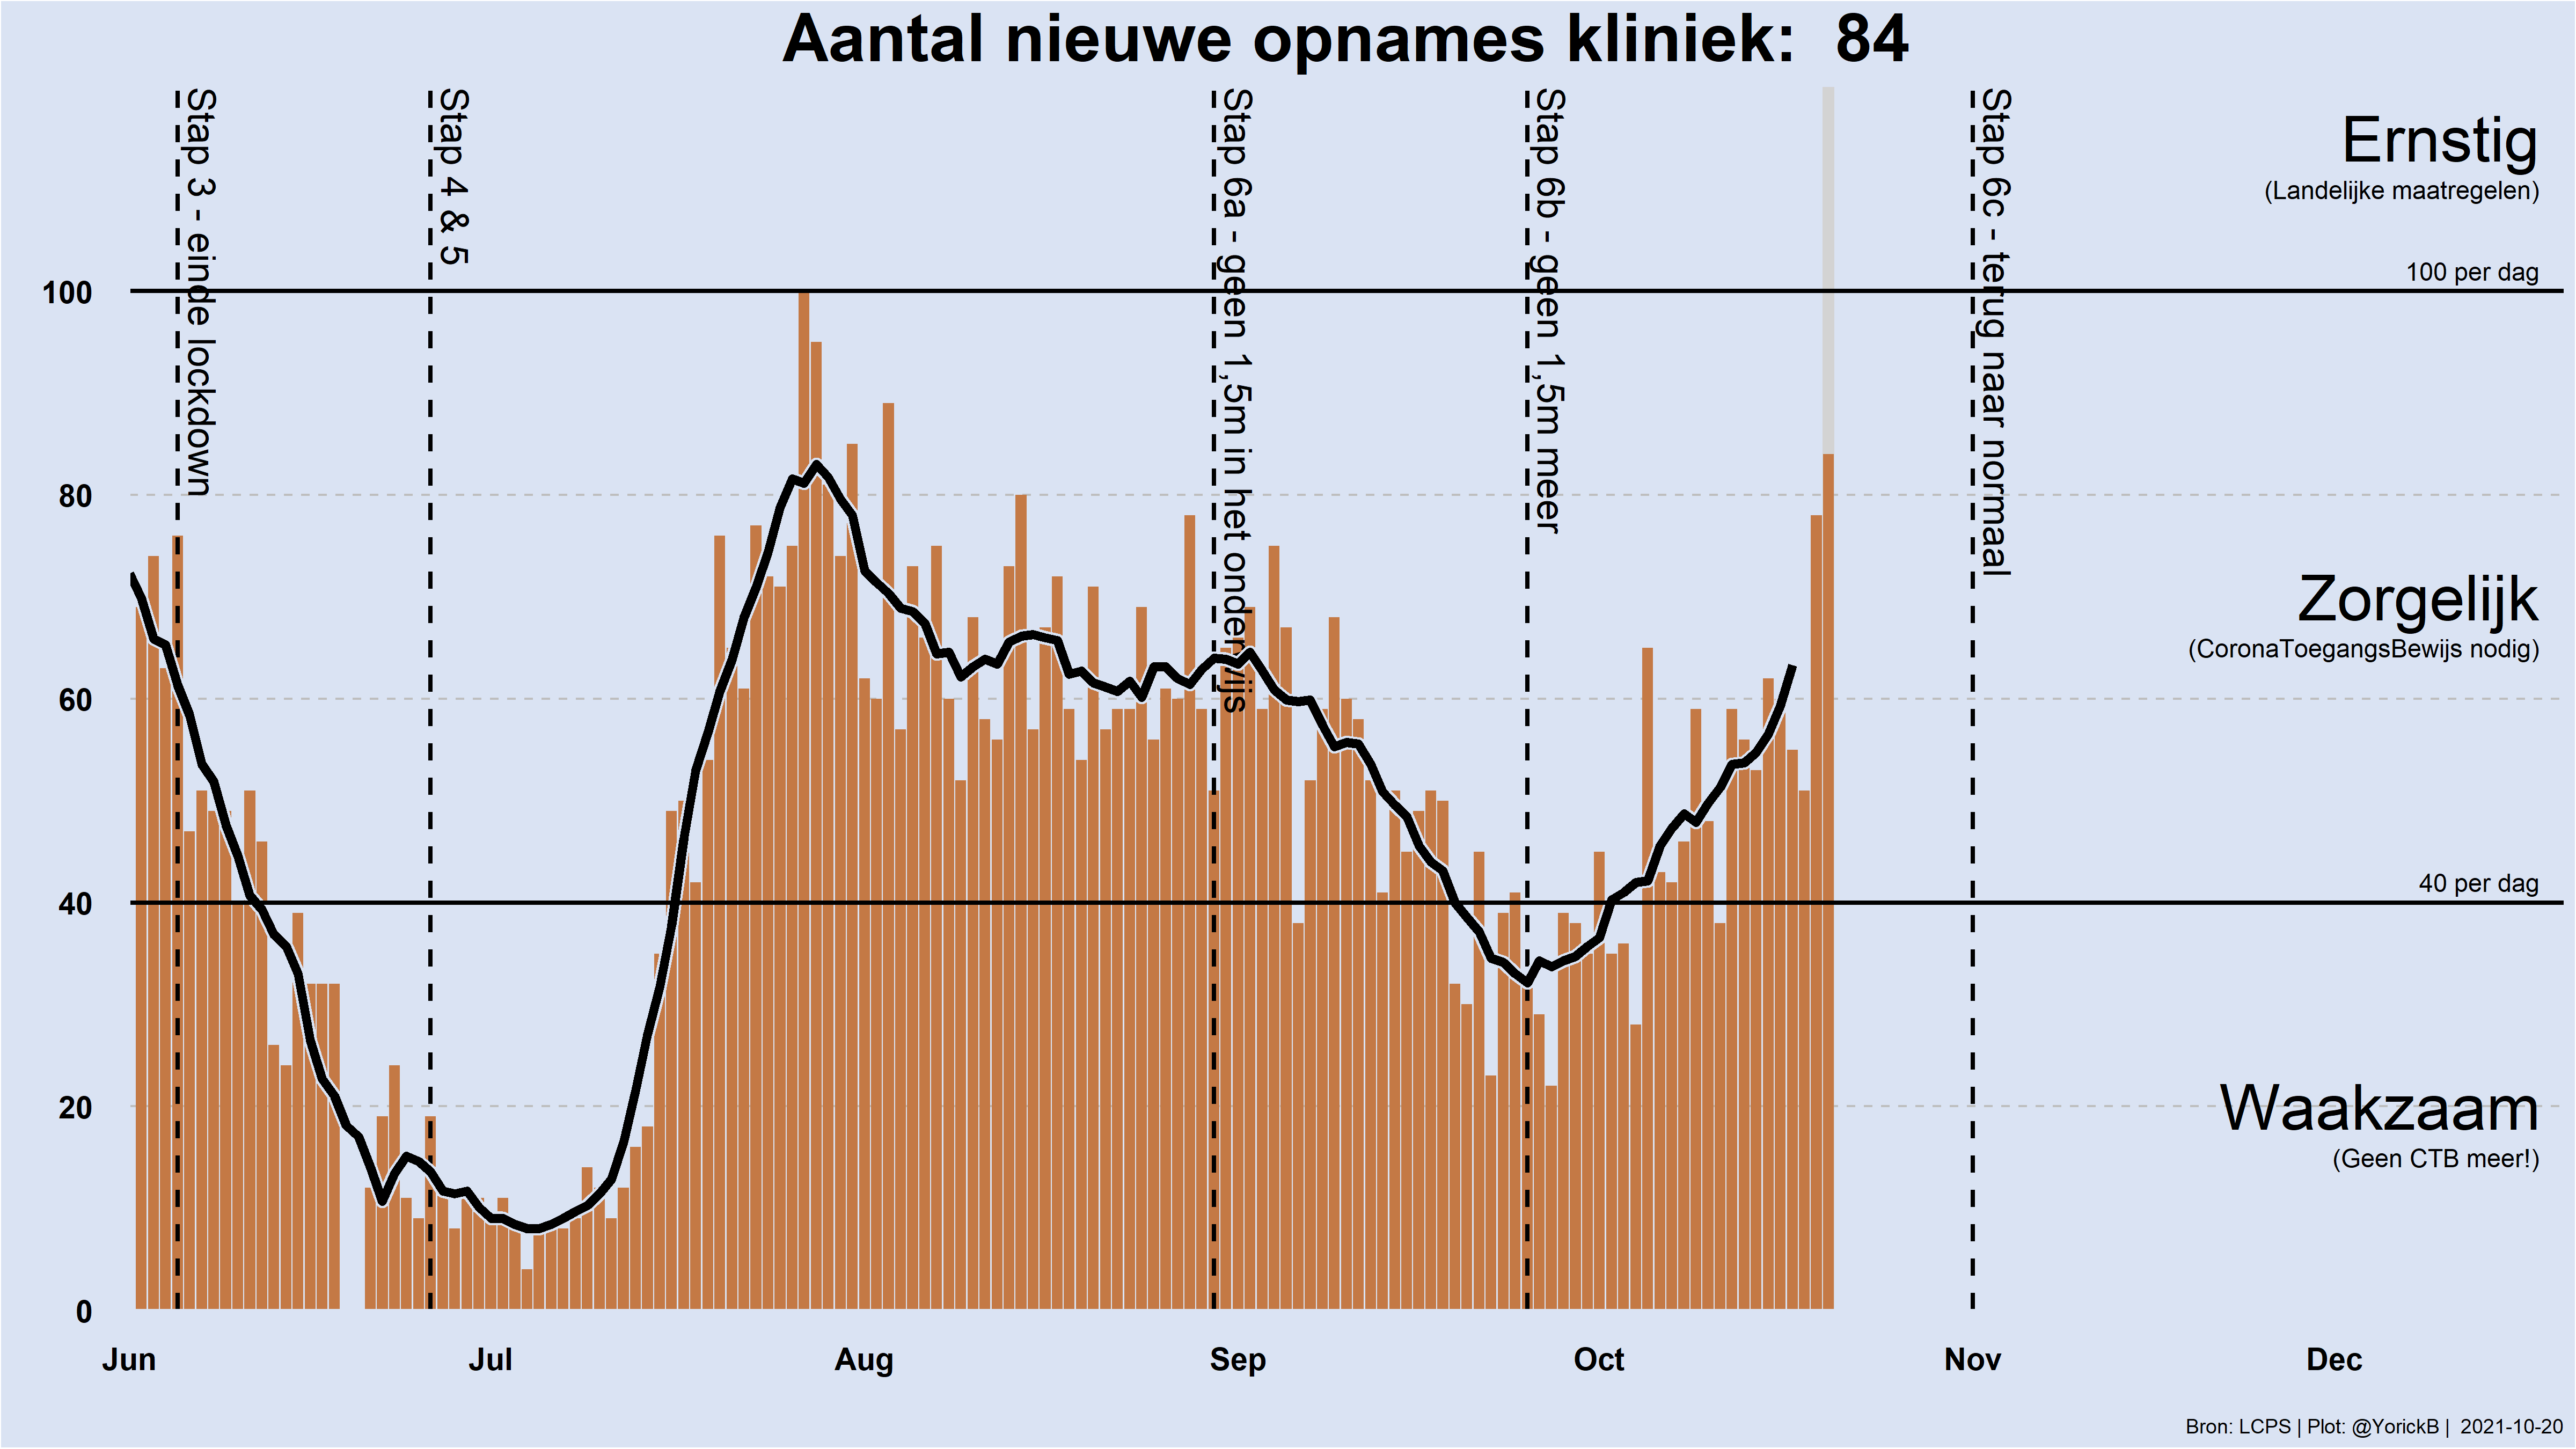 Aantal nieuwe opnames kliniek:  84
Stap 3 - einde lockdown
Stap 4 & 5
Stap 6a - geen 1,5m in het onderwijs
Stap 6b - geen 1,5m meer
Stap 6c - terug naar normaal
Ernstig
(Landelijke maatregelen)
100 per dag
Zorgelijk
(CoronaToegangsBewijs nodig)
40 per dag
Waakzaam
(Geen CTB meer!)
100
80
60
40
20
0
Jun Jul Aug Sep Oct Nov Dec
Bron: LCPS | Plot: @YorickB |  2021-10-20